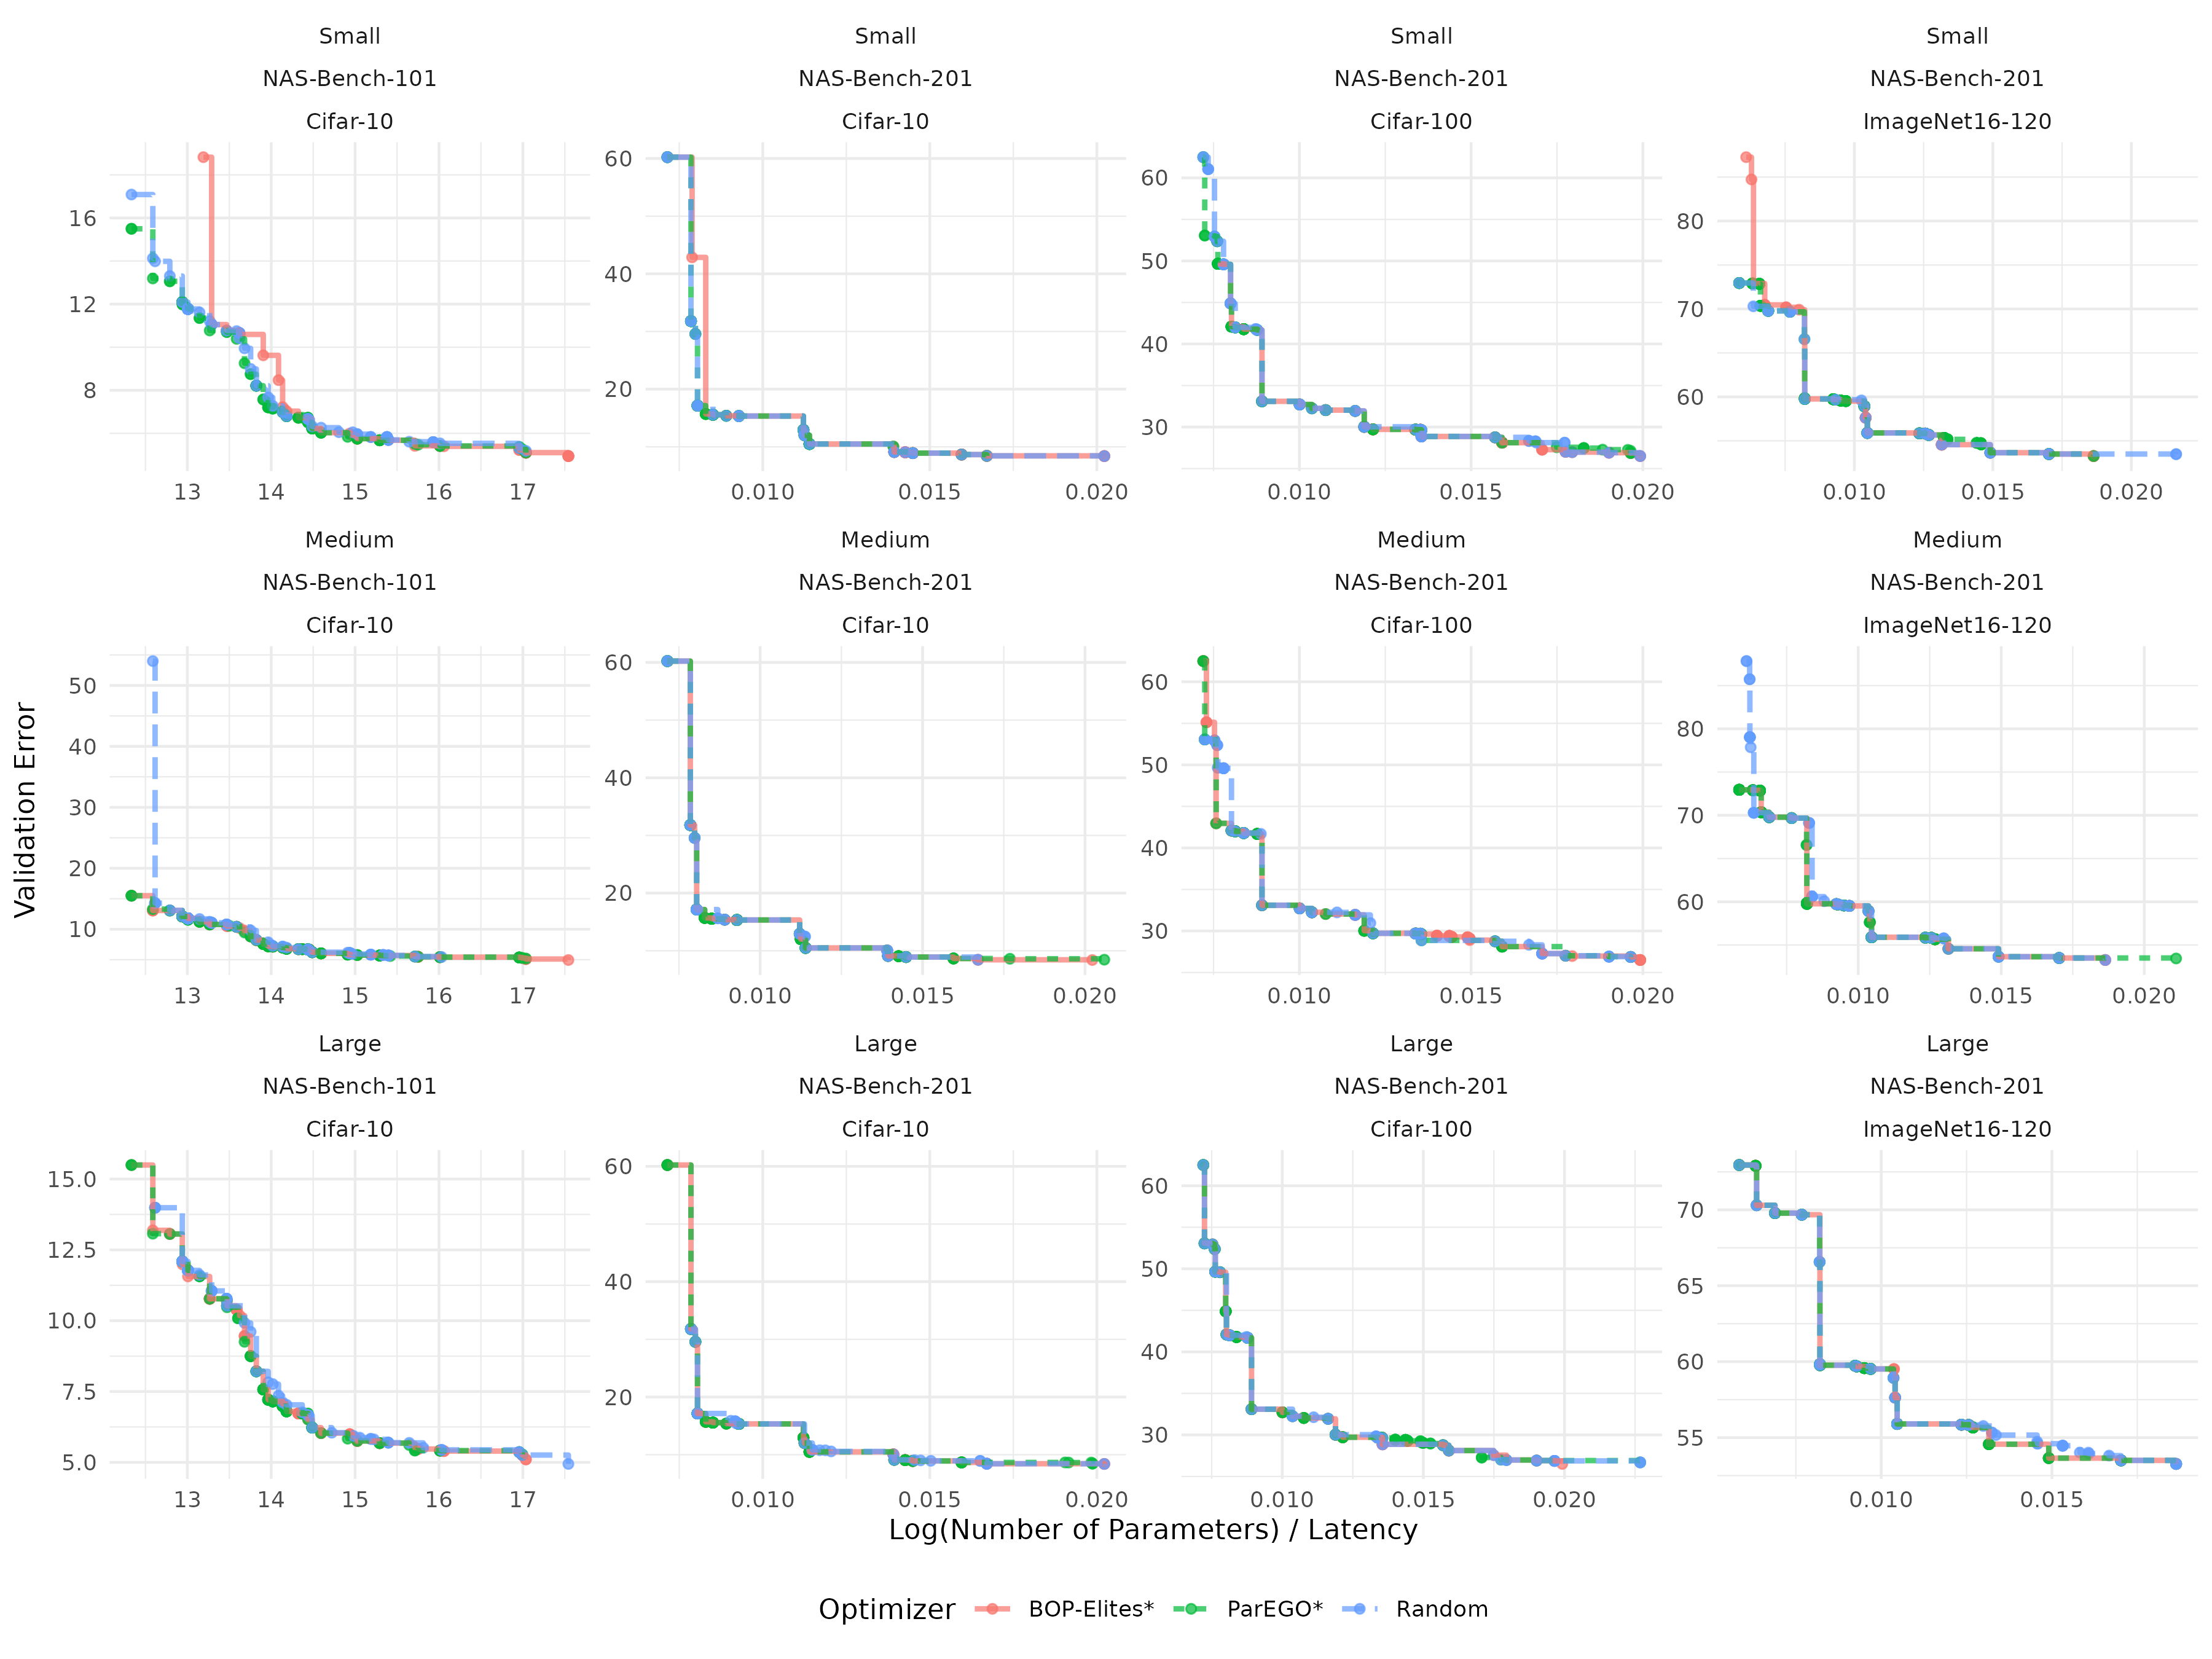 Small Small Small Small
NAS-Bench-101 NAS-Bench-201 NAS-Bench-201 NAS-Bench-201
Cifar-10 Cifar-10 Cifar-100 ImageNet16-120
16
12
8
60
40
20
60
50
40
30
80
70
60
13 14 15 16 17 0.010 0.015 0.020 0.010 0.015 0.020 0.010 0.015 0.020
Medium Medium Medium Medium
NAS-Bench-101 NAS-Bench-201 NAS-Bench-201 NAS-Bench-201
Cifar-10 Cifar-10 Cifar-100 ImageNet16-120
Validation Error
50
40
30
20
10
60
40
20
60
50
40
30
80
70
60
13 14 15 16 17 0.010 0.015 0.020 0.010 0.015 0.020 0.010 0.015 0.020
Large Large Large Large
NAS-Bench-101 NAS-Bench-201 NAS-Bench-201 NAS-Bench-201
Cifar-10 Cifar-10 Cifar-100 ImageNet16-120
15.0
12.5
10.0
7.5
5.0
60
40
20
60
50
40
30
70
65
60
55
13 14 15 16 17 0.010 0.015 0.020 0.010 0.015 0.020 0.010 0.015
Log(Number of Parameters) / Latency
Optimizer BOP-Elites* ParEGO* Random